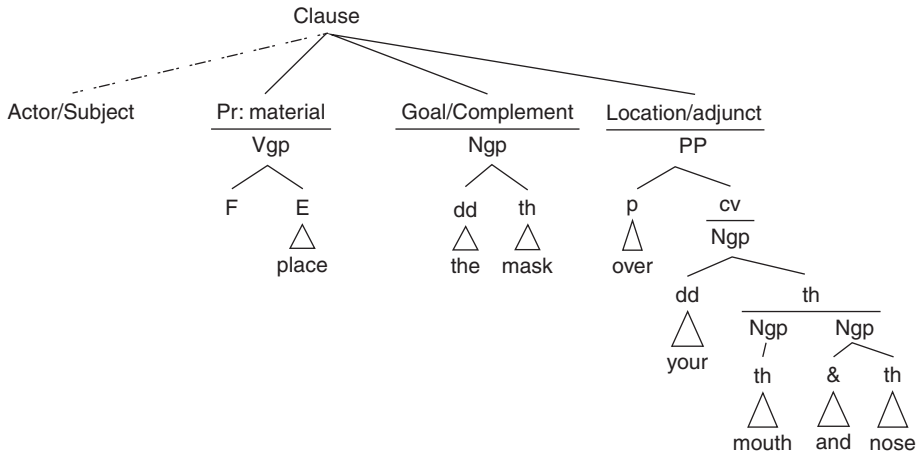 Clause
Actor/Subject Pr: material Goal/Complement Location/adjunct
Vgp Ngp PP
F E dd th p cv
Ngp
place the mask over
dd th
Ngp Ngp
your
th & th
mouth and nose